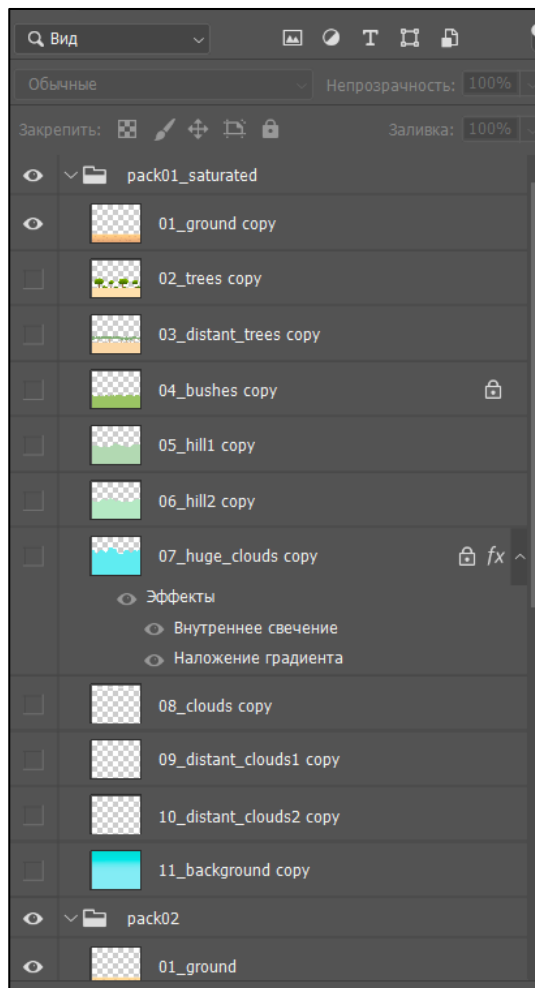 Вид T
Обычные Непрозрачность: 100%
Закрепить: Заливка: 100%
pack01_saturated
01_ground copy
02_trees copy
03_distant_trees copy
04_bushes copy
05_hill1 copy
06_hill2 copy
07_huge_clouds copy fx
Эффекты
Внутреннее свечение
Наложение градиента
08_clouds copy
09_distant_clouds1 copy
10_distant_clouds2 copy
11_background copy
pack02
01_ground